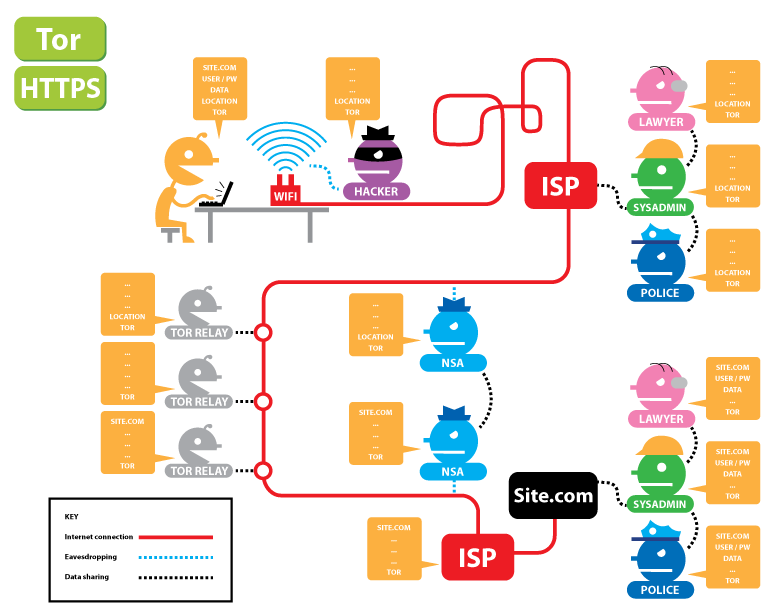 Tor
HTTPS
SITE.COM
USER / PW
DATA
LOCATION
TOR
...
...
...
LOCATION
TOR
WIFI
HACKER
ISP
...
...
...
LOCATION
TOR
LAWYER
...
...
...
LOCATION
TOR
SYSADMIN
...
...
...
LOCATION
TOR
POLICE
...
...
...
LOCATION
TOR
TOR RELAY
...
...
...
...
TOR
TOR RELAY
SITE.COM
...
...
...
TOR
TOR RELAY
...
...
...
LOCATION
TOR
NSA
SITE.COM
...
...
...
TOR
NSA
SITE.COM
...
...
...
TOR
ISP
Site.com
SITE.COM
USER / PW
DATA
...
TOR
LAWYER
SITE.COM
USER / PW
DATA
...
TOR
SYSADMIN
SITE.COM
USER / PW
DATA
...
TOR
POLICE
KEY
Internet connection
Eavesdropping
Data sharing